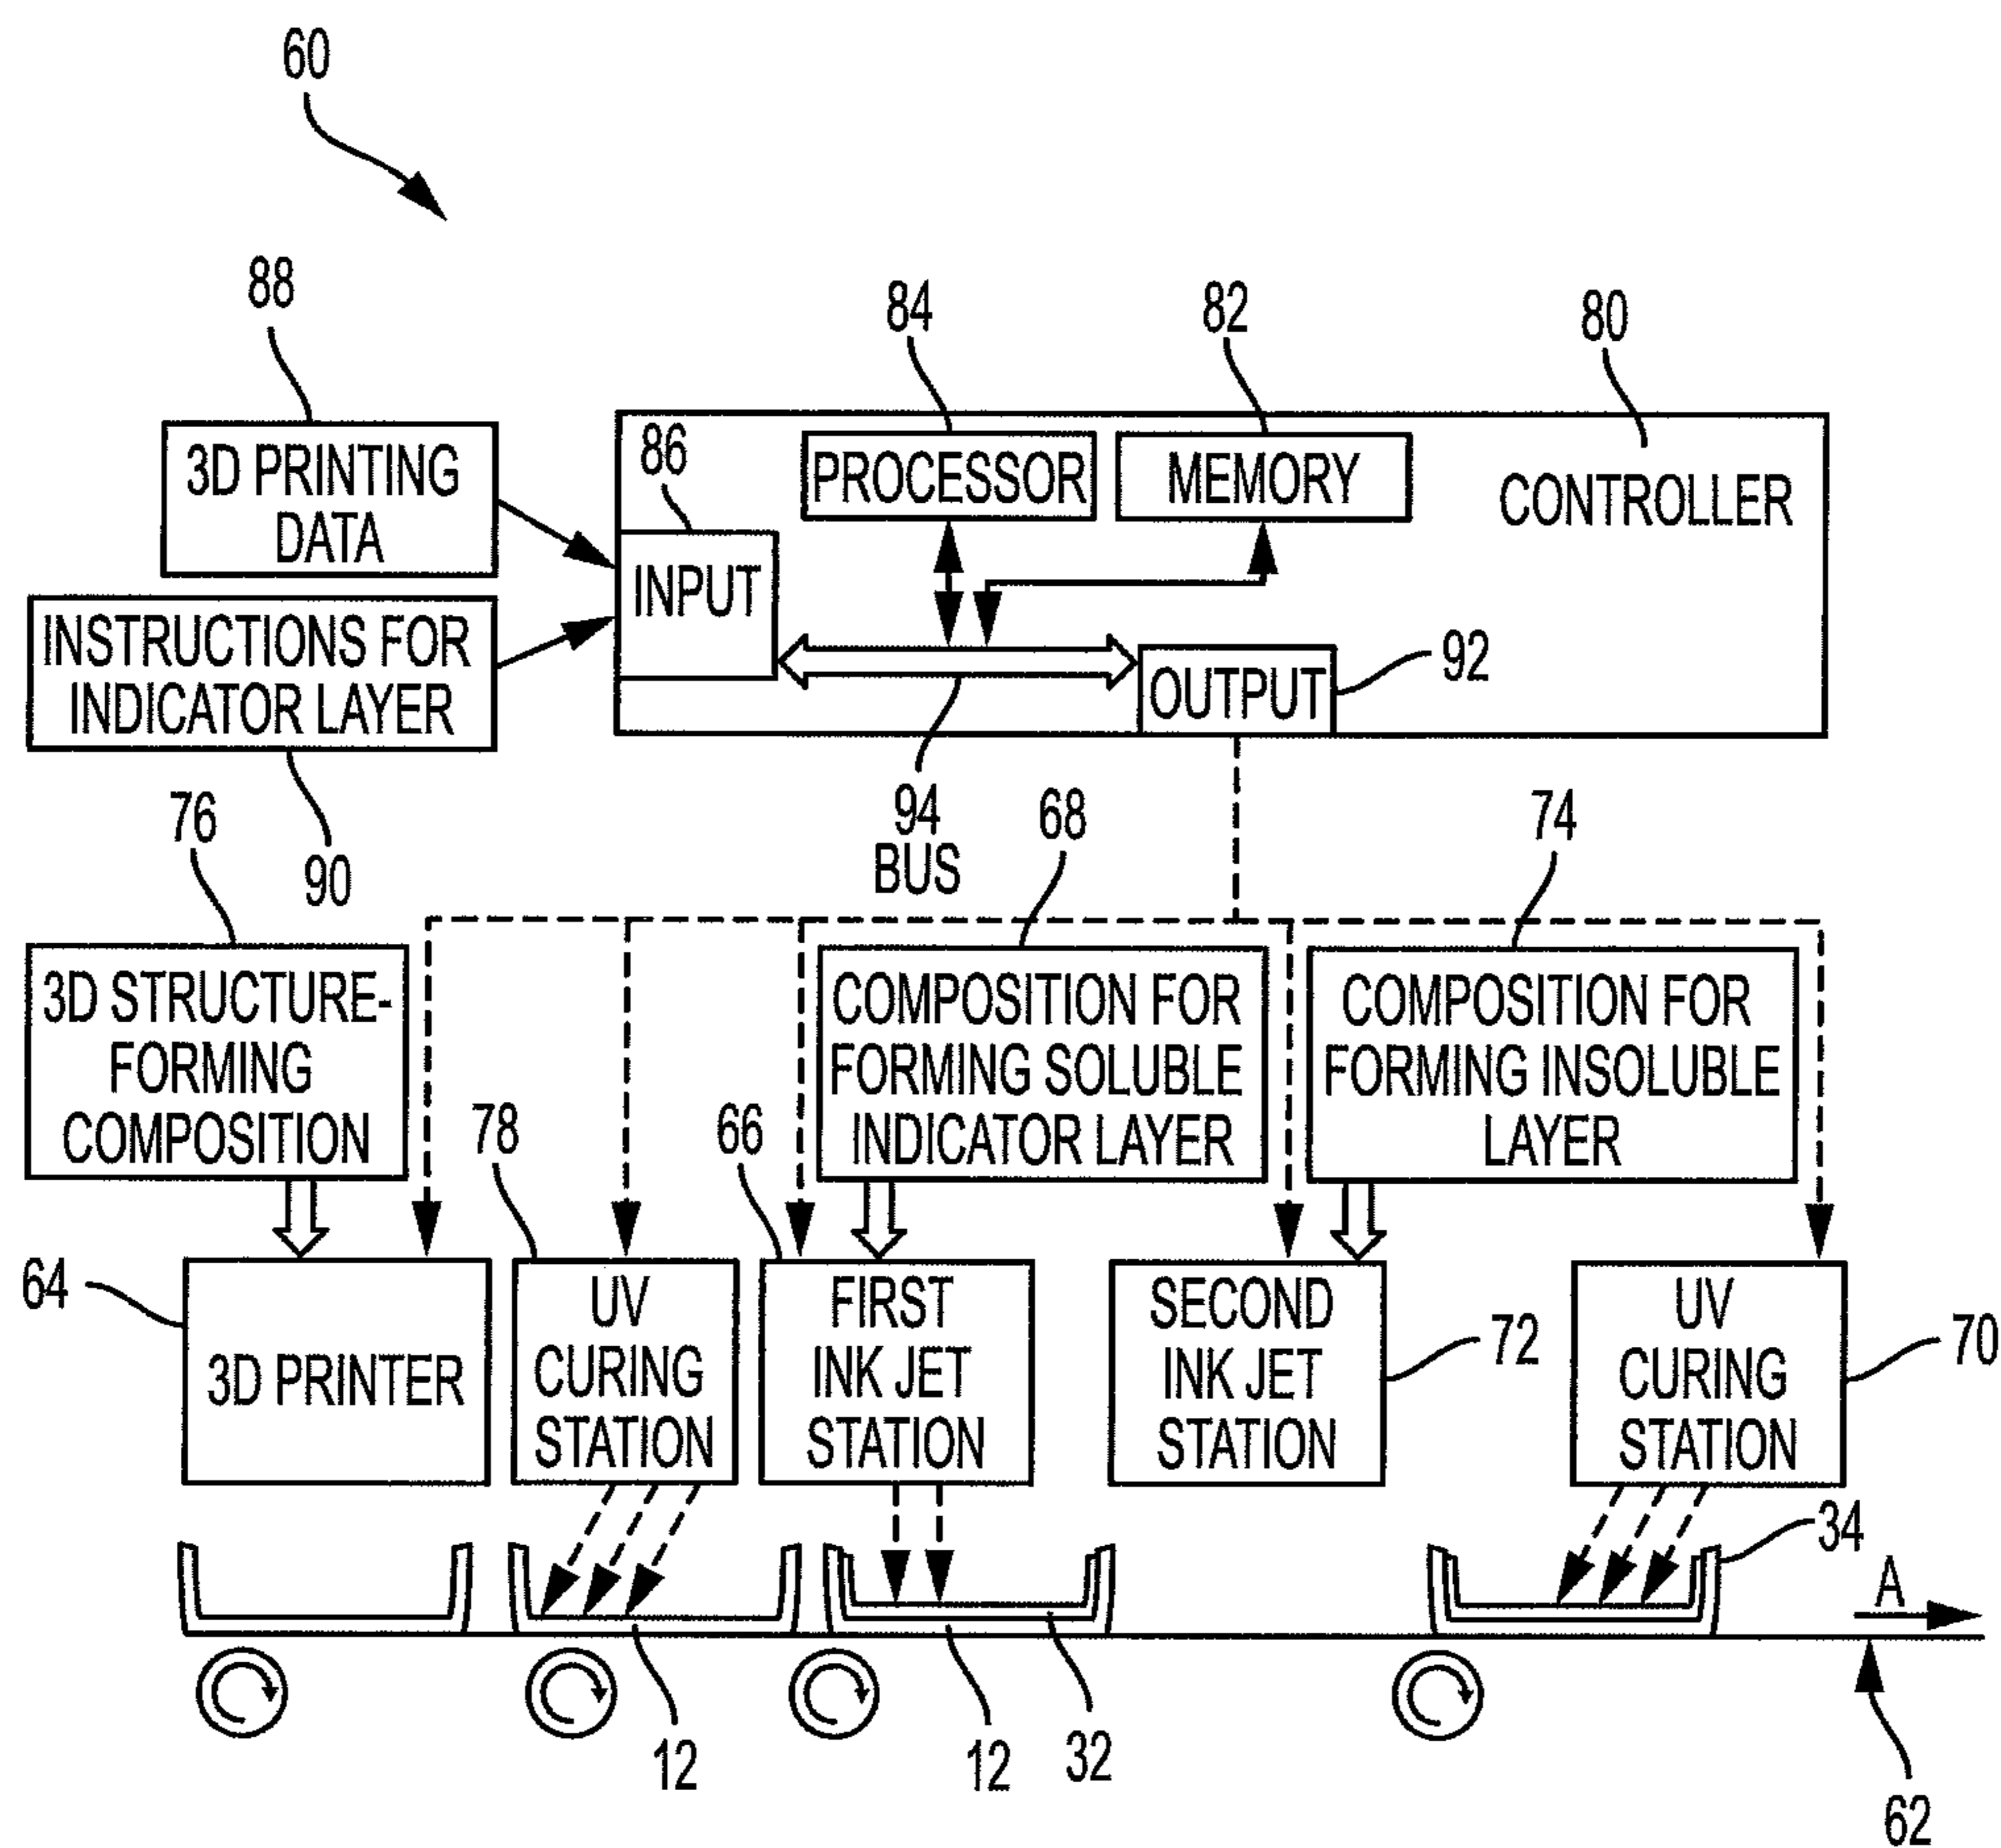 60
88
84
82
80
3D PRINTING
DATA
86
PROCESSOR
MEMORY
CONTROLLER
INPUT
INSTRUCTIONS FOR
INDICATOR LAYER
OUTPUT
92
76
90
94
BUS
68
74
3D STRUCTURE-
FORMING
COMPOSITION
COMPOSITION FOR
FORMING SOLUBLE
INDICATOR LAYER
COMPOSITION FOR
FORMING INSOLUBLE
LAYER
78
66
64
3D PRINTER
UV
CURING
STATION
FIRST
INK JET
STATION
SECOND
INK JET
STATION
72
UV
CURING
STATION
70
34
A
12
12
32
62